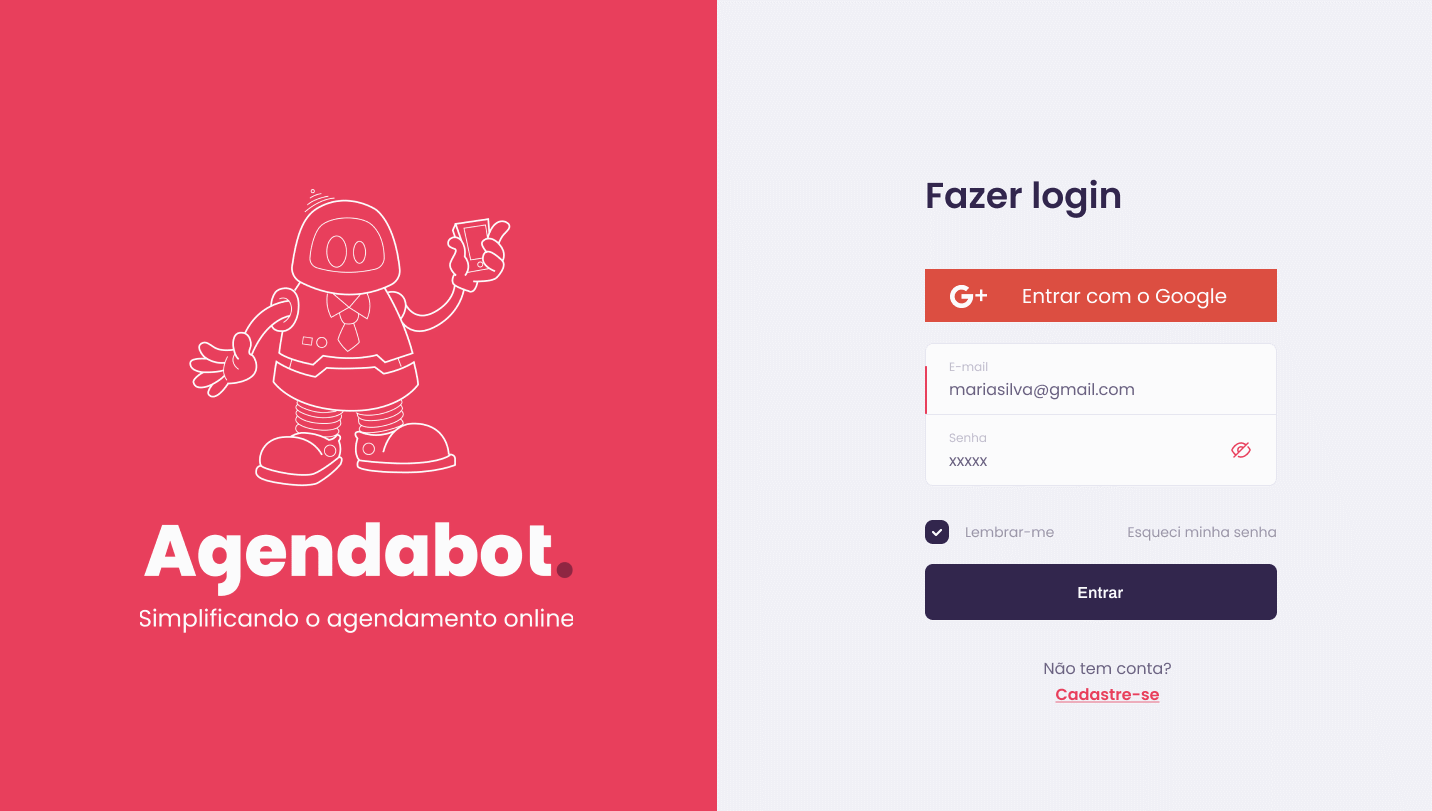 Agendabot.
Simplificando o agendamento online
Fazer login
G+ Entrar com o Google
E-mail
mariasilva@gmail.com
Senha
xxxxx
Lembrar-me
Esqueci minha senha
Entrar
Não tem conta?
Cadastre-se